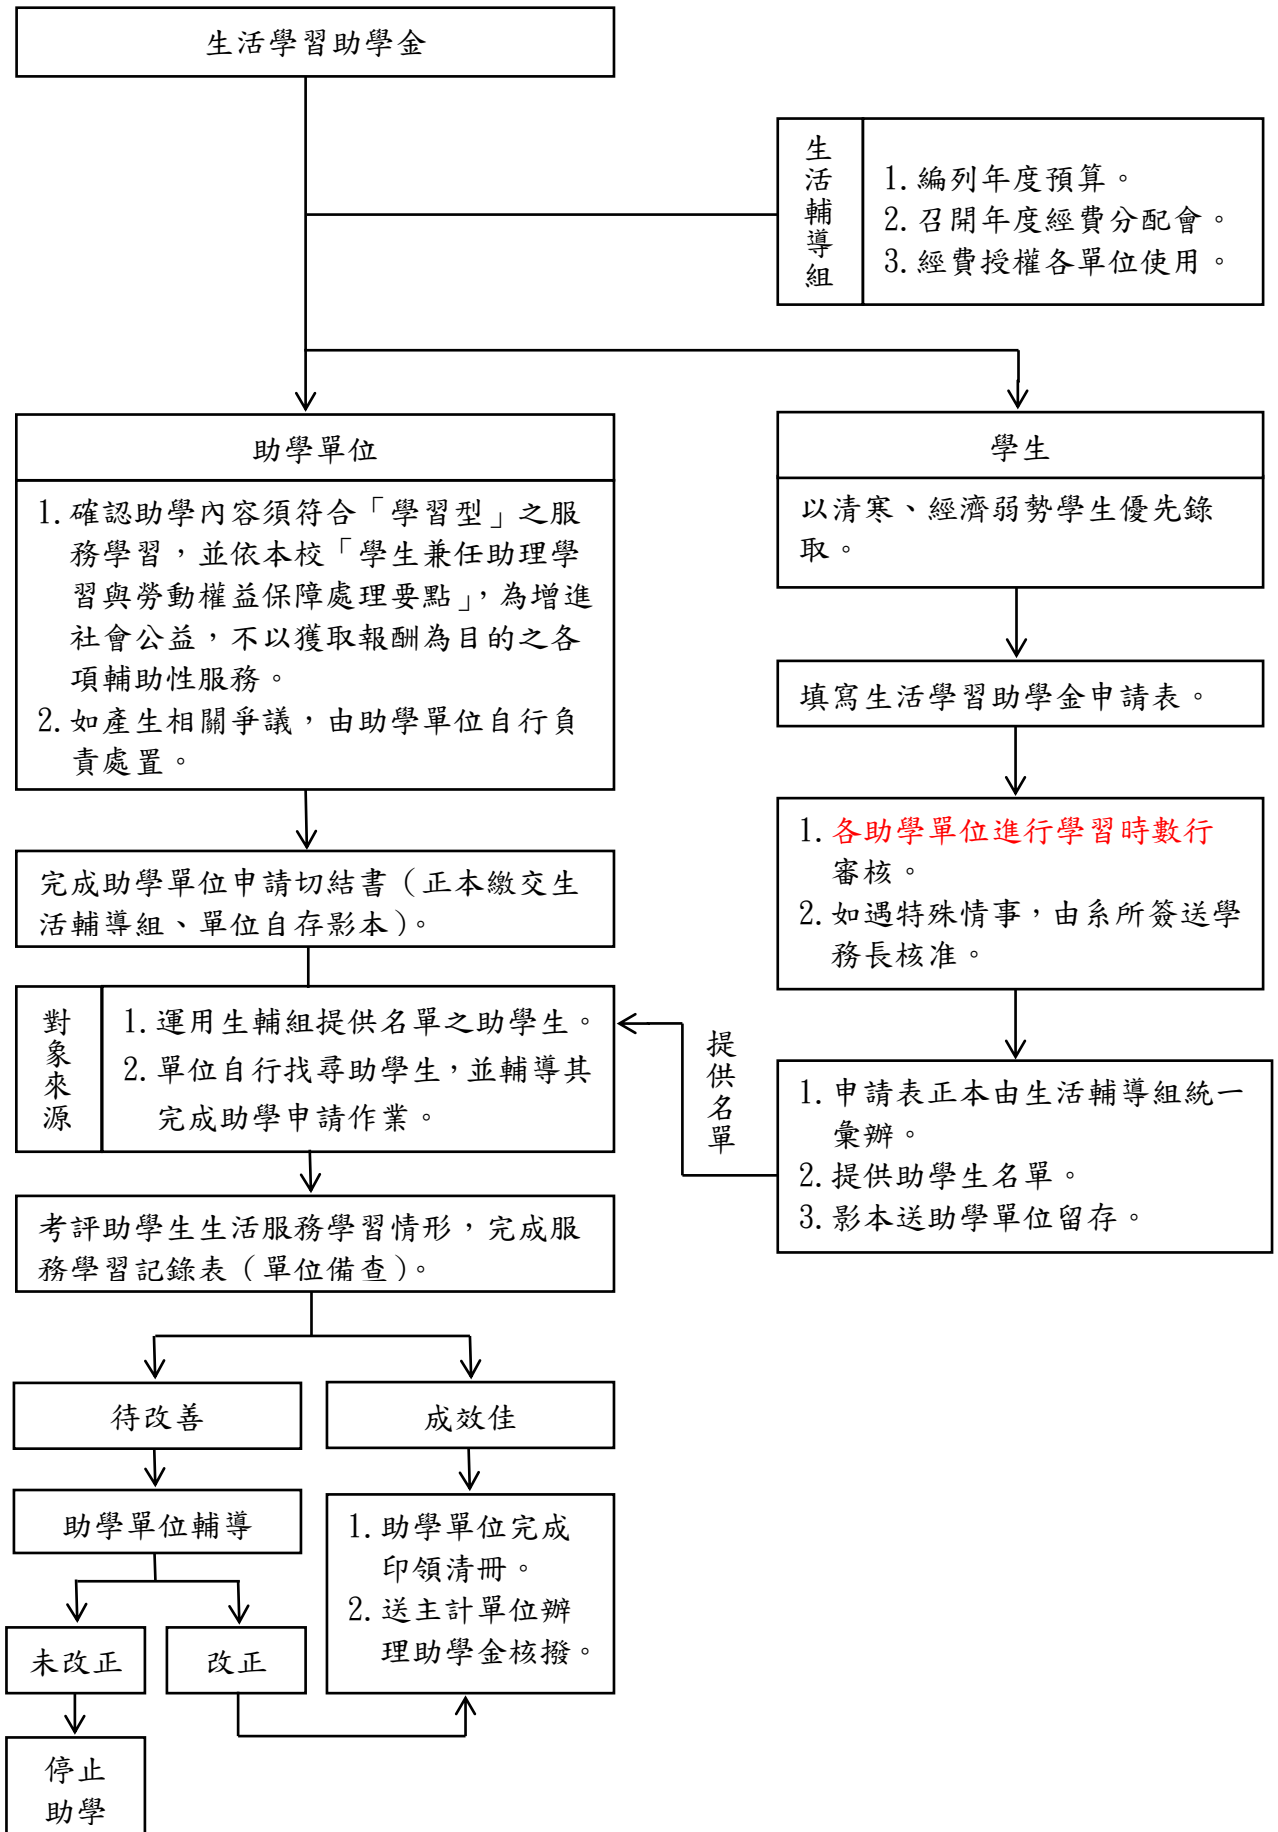 生活學習助學金
生活輔導組
1.編列年度預算。
2.召開年度經費分配會。
3.經費授權各單位使用。
助學單位
1.確認助學內容須符合「學習型」之服
務學習，並依本校「學生兼任助理學
習與勞動權益保障處理要點」，為增進
社會公益，不以獲取報酬為目的之各
項輔助性服務。
2.如產生相關爭議，由助學單位自行負
責處置。
學生
以清寒、經濟弱勢學生優先錄
取。
填寫生活學習助學金申請表。
1.各助學單位進行學習時數行
審核。
2.如遇特殊情事，由系所簽送學
務長核准。
完成助學單位申請切結書（正本繳交生
活輔導組、單位自存影本）。
對象來源
1.運用生輔組提供名單之助學生。
2.單位自行找尋助學生，並輔導其
完成助學申請作業。
提供名單
1.申請表正本由生活輔導組統一
彙辦。
2.提供助學生名單。
3.影本送助學單位留存。
考評助學生生活服務學習情形，完成服
務學習記錄表（單位備查）。
待改善
成效佳
助學單位輔導
1.助學單位完成
印領清冊。
2.送主計單位辦
理助學金核撥。
未改正
改正
停止
助學